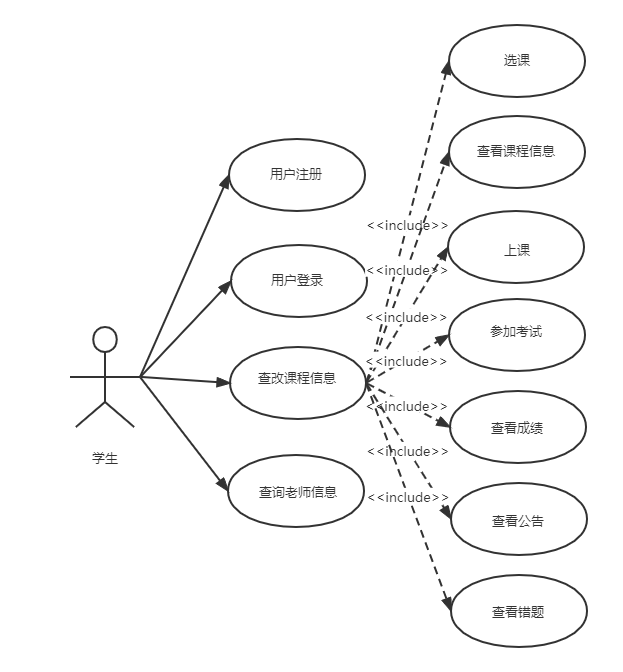 选课
查看课程信息
用户注册
<<include>>
上课
<<include>>
用户登录
<<include>>
参加考试
<<include>>
查改课程信息
<<include>>
查看成绩
<<include>>
学生
查询老师信息
<<include>>
查看公告
查看错题